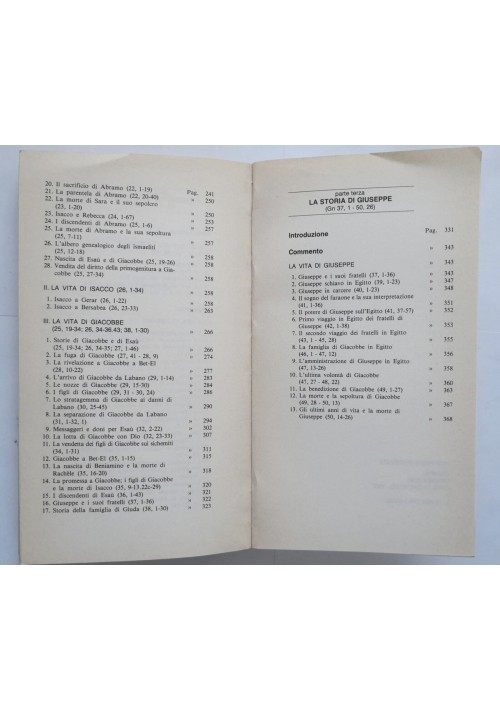 20. Il sacrificio di Abramo (22, 1-19) Pag. 241
21. La parentela di Abramo (22, 20-40) » 250
22. La morte di Sara e il suo sepolcro
(23, 1-20) » 250
23. Isacco e Rebecca (24, 1-67) » 253
24. I discendenti di Abramo (25, 1-6) » 257
25. La morte di Abramo e la sua sepoltura
(25, 7-11) » 257
26. L'albero genealogico degli ismaeliti
(25, 12-18) » 258
27. Nascita di Esaù e di Giacobbe (25, 19-26) » 258
28. Vendita del diritto della primogenitura a Gia-
cobbe (25, 27-34) » 258
II. LA VITA DI ISACCO (26, 1-34) » 258
1. Isacco a Gerar (26, 1-22) » 258
2. Isacco a Bersabea (26, 23-33) » 263
III. LA VITA DI GIACOBBE
(25, 19-34; 26, 34-36,43; 38, 1-30) » 266
1. Storie di Giacobbe e di Esaù
(25, 19-34; 26, 34-35; 27, 1-46) » 266
2. La fuga di Giacobbe (27, 41 - 28, 9) » 274
3. La rivelazione a Giacobbe a Bet-El
(28, 10-22) » 277
4. L'arrivo di Giacobbe da Labano (29, 1-14) » 283
5. Le nozze di Giacobbe (29, 15-30) » 284
6. I figli di Giacobbe (29, 31 - 30, 24) » 286
7. Lo stratagemma di Giacobbe ai danni di
Labano (30, 25-45) » 290
8. La separazione di Giacobbe da Labano
(31, 1-32, 1) » 294
9. Messaggeri e doni per Esaù (32, 2-22) » 302
10. La lotta di Giacobbe con Dio (32, 23-33) » 307
11. La vendetta dei figli di Giacobbe sui sichemiti
(34, 1-31) » 311
12. Giacobbe a Bet-El (35, 1-15) » 315
13. La nascita di Beniamino e la morte di
Rachele (35, 16-20) » 318
14. La promessa a Giacobbe; i figli di Giacobbe
e la morte di Isacco (35, 9-13.22c-29) » 320
15. I discendenti di Esaù (36, 1-43) » 321
16. Giuseppe e i suoi fratelli (37, 1-36) » 322
17. Storia della famiglia di Giuda (38, 1-30) » 323
parte terza
LA STORIA DI GIUSEPPE
(Gn 37, 1 - 50, 26)
Introduzione Pag. 331
Commento » 343
LA VITA DI GIUSEPPE » 343
1. Giuseppe e i suoi fratelli (37, 1-36) » 343
2. Giuseppe schiavo in Egitto (39, 1-23) » 347
3. Giuseppe in carcere (40, 1-23) » 348
4. Il sogno del faraone e la sua interpretazione
(41, 1-36) » 351
5. Il potere di Giuseppe sull'Egitto (41, 37-57) » 352
6. Primo viaggio in Egitto dei fratelli di
Giuseppe (42, 1-38) » 353
7. Il secondo viaggio dei fratelli in Egitto
(43, 1 - 45, 28) » 355
8. La famiglia di Giacobbe in Egitto
(46, 1 - 47, 12) » 356
9. L'amministrazione di Giuseppe in Egitto
(47, 13-26) » 359
10. L'ultima volontà di Giacobbe
(47, 27 - 48, 22) » 360
11. La benedizione di Giacobbe (49, 1-27) » 363
12. La morte e la sepoltura di Giacobbe
(49, 28 - 50, 13) » 367
13. Gli ultimi anni di vita e la morte di
Giuseppe (50, 14-26) » 368